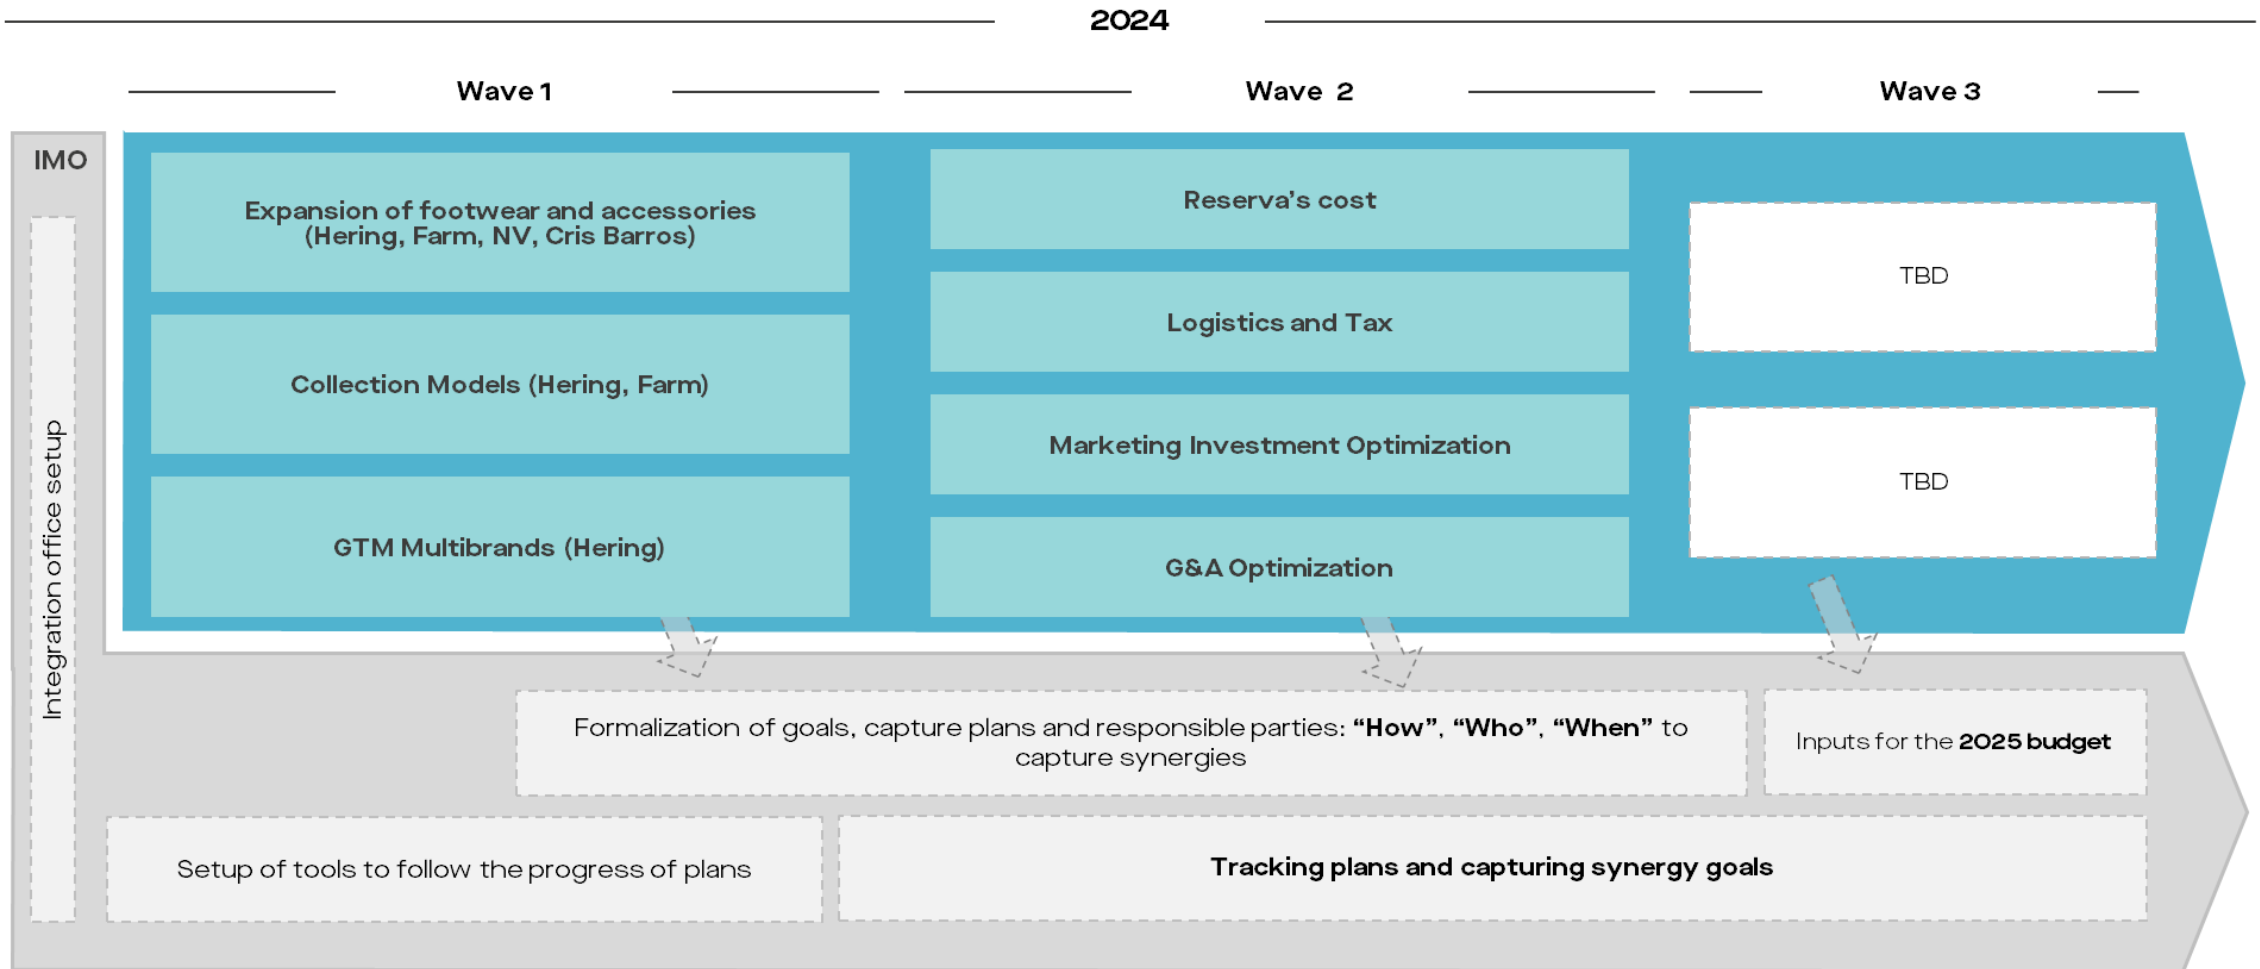 2024
Wave 1
Wave 2
Wave 3
IMO
Integration office setup
Expansion of footwear and accessories
(Hering, Farm, NV, Cris Barros)
Collection Models (Hering, Farm)
GTM Multibrands (Hering)
Reserva’s cost
Logistics and Tax
Marketing Investment Optimization
G&A Optimization
TBD
TBD
Formalization of goals, capture plans and responsible parties: “How”, “Who”, “When” to
capture synergies
Inputs for the 2025 budget
Setup of tools to follow the progress of plans
Tracking plans and capturing synergy goals